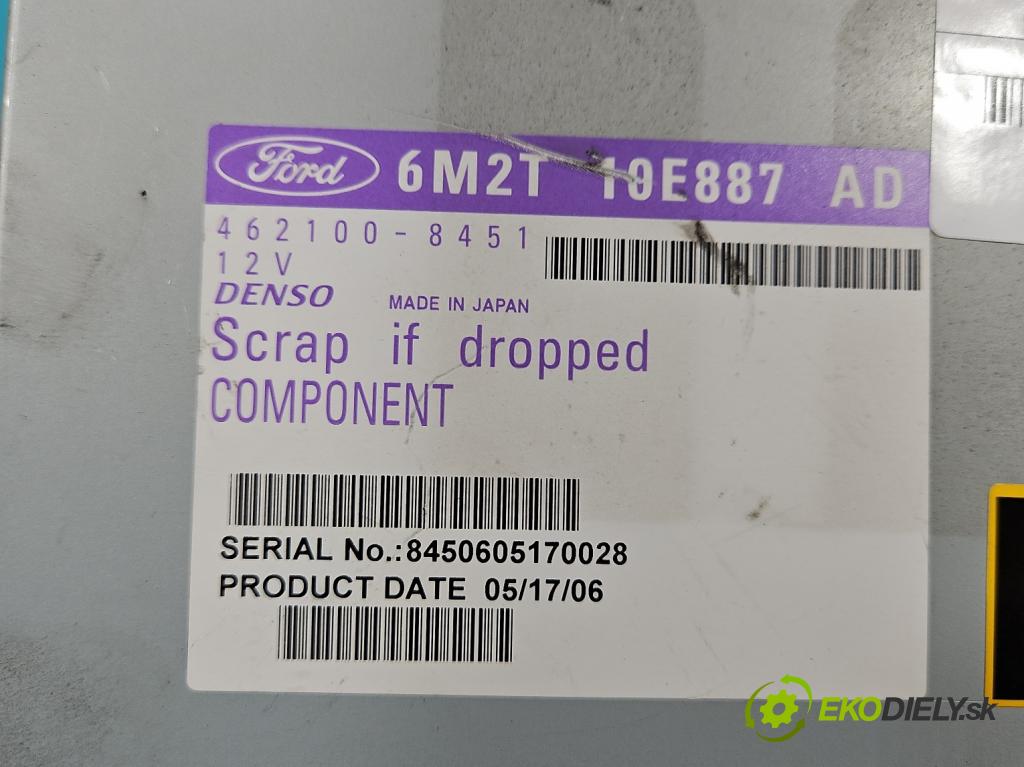 Ford 6M2T 10E887 AD
462100-8451
12V
DENSO MADE IN JAPAN
Scrap if dropped
COMPONENT
SERIAL No.:8450605170028
PRODUCT DATE 05/17/06
EKODIELY.sk